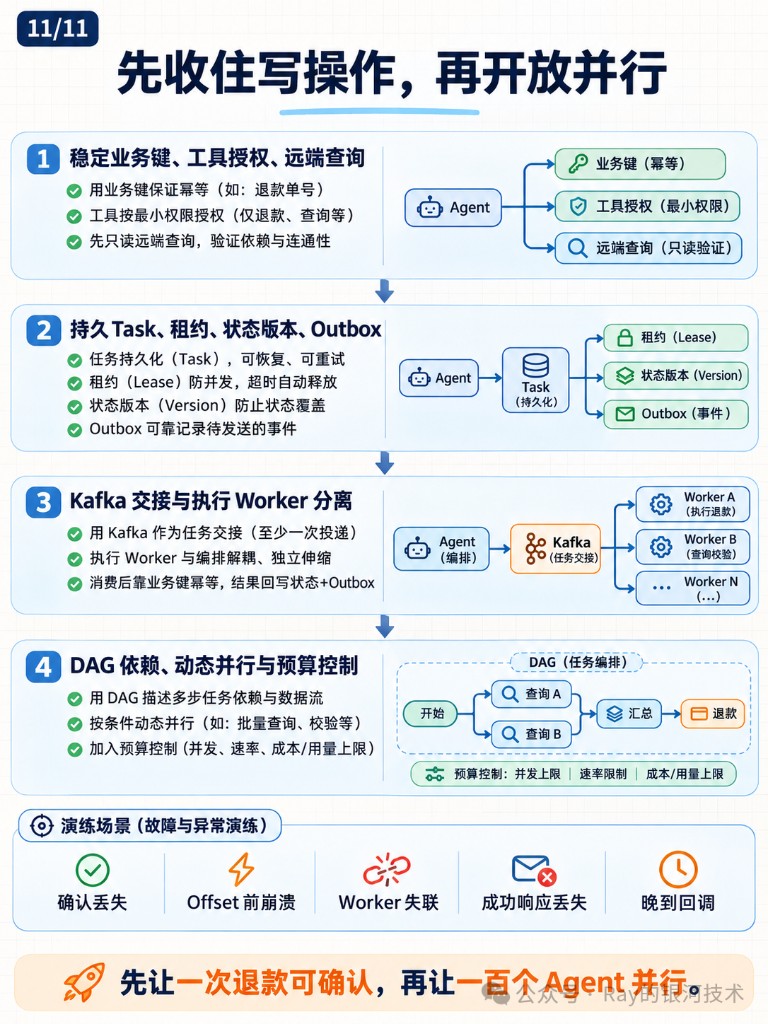 11/11
先收住写操作，再开放并行
1 稳定业务键、工具授权、远端查询
用业务键保证幂等（如：退款单号）
工具按最小权限授权（仅退款、查询等）
先只读远端查询，验证依赖与连通性
Agent
业务键（幂等）
工具授权（最小权限）
远端查询（只读验证）
2 持久 Task、租约、状态版本、Outbox
任务持久化（Task），可恢复、可重试
租约（Lease）防并发，超时自动释放
状态版本（Version）防止状态覆盖
Outbox 可靠记录待发送的事件
Agent
Task
（持久化）
租约（Lease）
状态版本（Version）
Outbox（事件）
3 Kafka 交接与执行 Worker 分离
用 Kafka 作为任务交接（至少一次投递）
执行 Worker 与编排解耦、独立伸缩
消费后靠业务键幂等，结果回写状态+Outbox
Agent
（编排）
Kafka
（任务交接）
Worker A
（执行退款）
Worker B
（查询校验）
Worker N
（...）
4 DAG 依赖、动态并行与预算控制
用 DAG 描述多步任务依赖与数据流
按条件动态并行（如：批量查询、校验等）
加入预算控制（并发、速率、成本/用量上限）
DAG（任务编排）
开始
查询 A
查询 B
汇总
退款
预算控制：并发上限 | 速率限制 | 成本/用量上限
演练场景（故障与异常演练）
确认丢失
Offset 前崩溃
Worker 失联
成功响应丢失
晚到回调
先让一次退款可确认，再让一百个 Agent 并行。
公众号 · Ray的银河技术